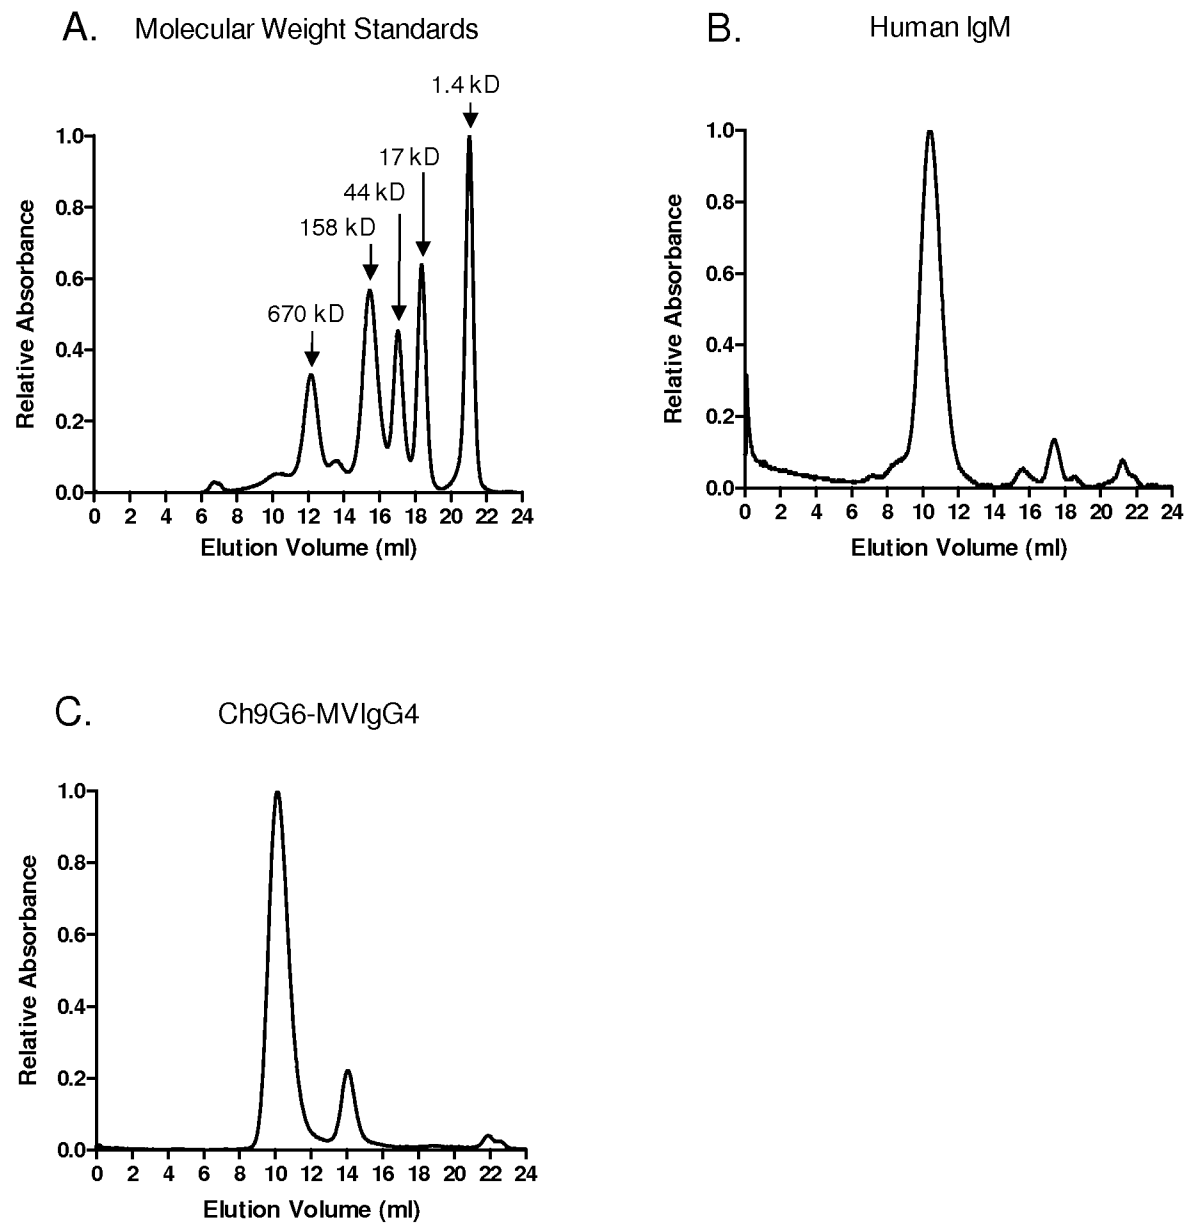 A. Molecular Weight Standards
1.4 kD
17 kD
44 kD
158 kD
670 kD
Relative Absorbance
1.0
0.8
0.6
0.4
0.2
0.0
0 2 4 6 8 10 12 14 16 18 20 22 24
Elution Volume (ml)
B. Human IgM
Relative Absorbance
1.0
0.8
0.6
0.4
0.2
0.0
0 2 4 6 8 10 12 14 16 18 20 22 24
Elution Volume (ml)
C. Ch9G6-MVIgG4
Relative Absorbance
1.0
0.8
0.6
0.4
0.2
0.0
0 2 4 6 8 10 12 14 16 18 20 22 24
Elution Volume (ml)